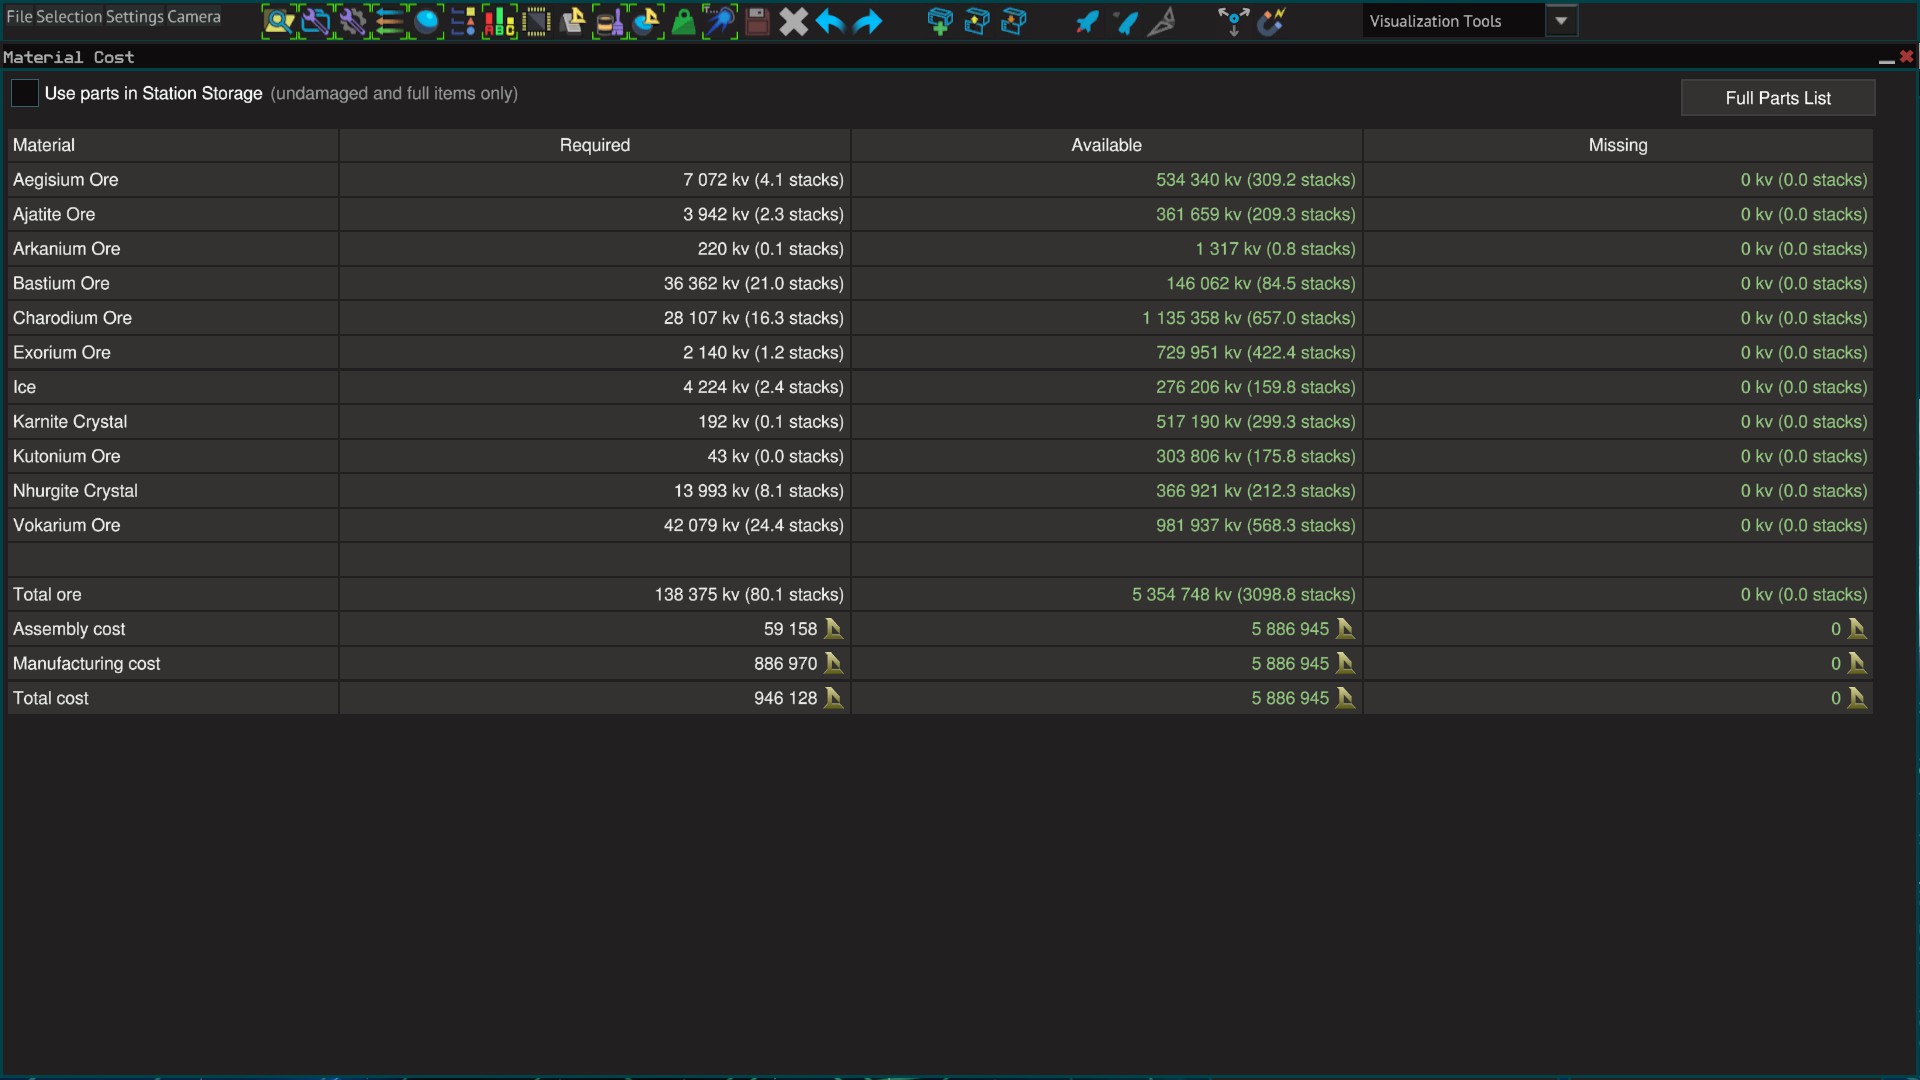 File Selection Settings Camera
ABC
Visualization Tools
Material Cost
Use parts in Station Storage (undamaged and full items only)
Full Parts List
Material Required Available Missing
Aegisium Ore 7 072 kv (4.1 stacks) 534 340 kv (309.2 stacks) 0 kv (0.0 stacks)
Ajatite Ore 3 942 kv (2.3 stacks) 361 659 kv (209.3 stacks) 0 kv (0.0 stacks)
Arkanium Ore 220 kv (0.1 stacks) 1 317 kv (0.8 stacks) 0 kv (0.0 stacks)
Bastium Ore 36 362 kv (21.0 stacks) 146 062 kv (84.5 stacks) 0 kv (0.0 stacks)
Charodium Ore 28 107 kv (16.3 stacks) 1 135 358 kv (657.0 stacks) 0 kv (0.0 stacks)
Exorium Ore 2 140 kv (1.2 stacks) 729 951 kv (422.4 stacks) 0 kv (0.0 stacks)
Ice 4 224 kv (2.4 stacks) 276 206 kv (159.8 stacks) 0 kv (0.0 stacks)
Karnite Crystal 192 kv (0.1 stacks) 517 190 kv (299.3 stacks) 0 kv (0.0 stacks)
Kutonium Ore 43 kv (0.0 stacks) 303 806 kv (175.8 stacks) 0 kv (0.0 stacks)
Nhurgite Crystal 13 993 kv (8.1 stacks) 366 921 kv (212.3 stacks) 0 kv (0.0 stacks)
Vokarium Ore 42 079 kv (24.4 stacks) 981 937 kv (568.3 stacks) 0 kv (0.0 stacks)
Total ore 138 375 kv (80.1 stacks) 5 354 748 kv (3098.8 stacks) 0 kv (0.0 stacks)
Assembly cost 59 158 5 886 945 0
Manufacturing cost 886 970 5 886 945 0
Total cost 946 128 5 886 945 0